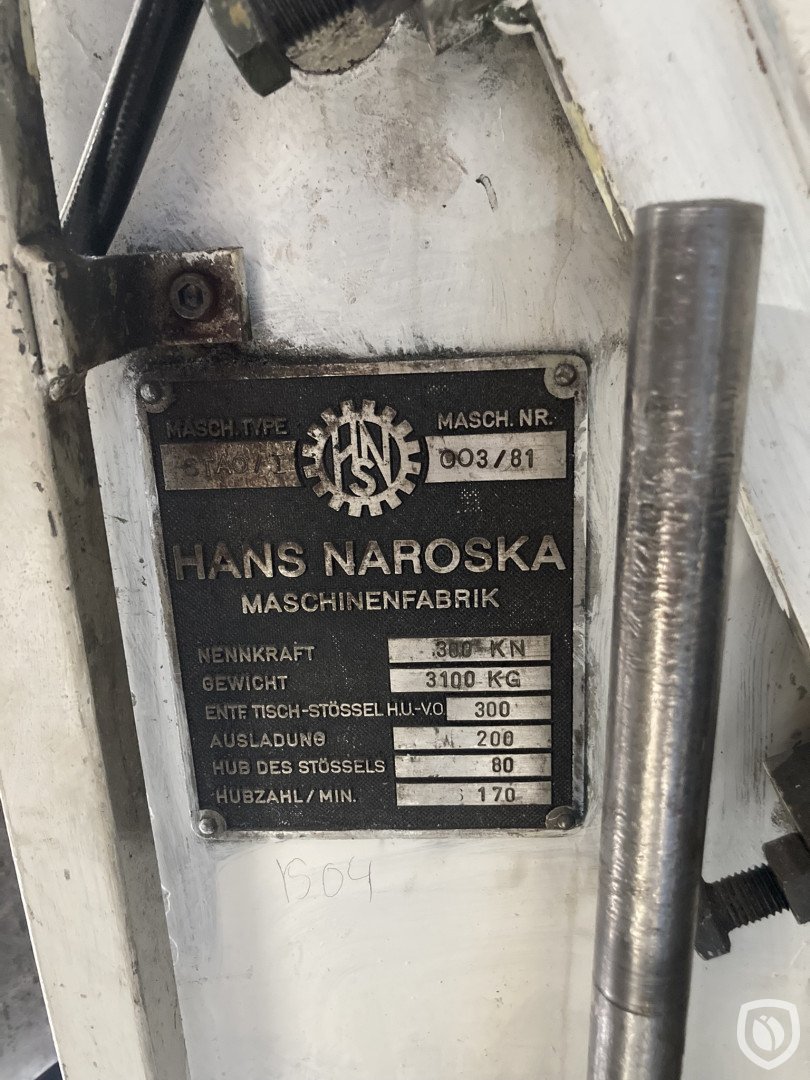 MASCH. TYPE
MASCH. NR.
HNS
003/81
HANS NAROSKA
MASCHINENFABRIK
NENNKRAFT 300 KN
GEWICHT 3100 KG
ENTF. TISCH-STÖSSEL H.U.-V.O. 300
AUSLADUNG 200
HUB DES STÖSSELS 80
HUBZAHL/MIN. 170
1504